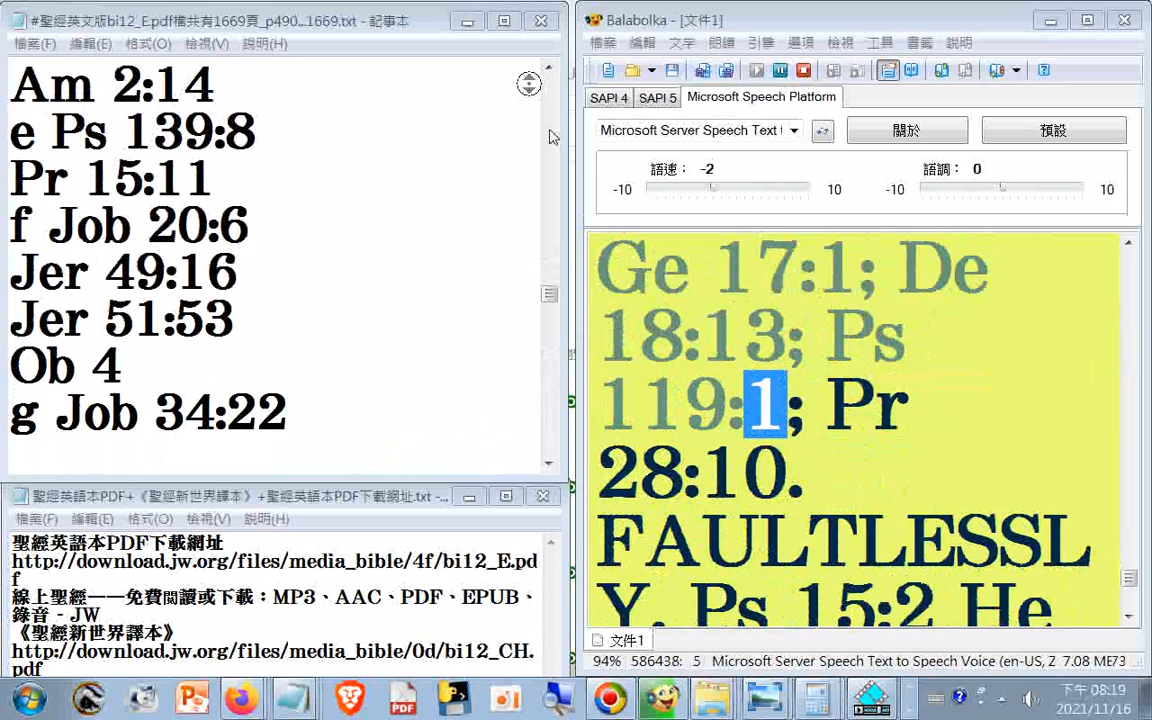 #聖經英文版bi12_E.pdf檔共有1669頁_p490...1669.txt - 記事本
檔案(F) 編輯(E) 格式(O) 檢視(V) 說明(H)
Am 2:14
e Ps 139:8
Pr 15:11
f Job 20:6
Jer 49:16
Jer 51:53
Ob 4
g Job 34:22
聖經英語本PDF+《聖經新世界譯本》+聖經英語本PDF下載網址.txt -...
檔案(F) 編輯(E) 格式(O) 檢視(V) 說明(H)
聖經英語本PDF下載網址
http://download.jw.org/files/media_bible/4f/bi12_E.pd
f
線上聖經——免費閱讀或下載：MP3、AAC、PDF、EPUB、
錄音 - JW
《聖經新世界譯本》
http://download.jw.org/files/media_bible/0d/bi12_CH.
pdf
Balabolka - [文件1]
檔案 編輯 文字 朗讀 引擎 選項 檢視 工具 書籤 說明
SAPI 4 SAPI 5 Microsoft Speech Platform
Microsoft Server Speech Text 關於 預設
語速： -2 語調： 0
-10 10 -10 10
Ge 17:1; De
18:13; Ps
119:1; Pr
28:10.
FAULTLESSL
Y. Ps 15:2 He
文件1
94% 586438: 5 Microsoft Server Speech Text to Speech Voice (en-US, Z 7.08 ME73
PDF
下午 08:19
2021/11/16